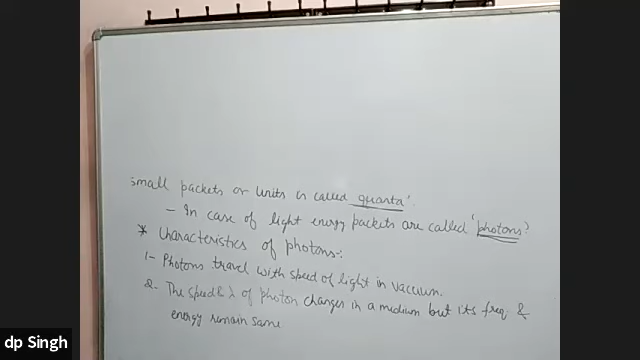 small packets or units is called 'quanta'.
- In case of light energy packets are called 'photons'
* Characteristics of photons:-
1- Photons travel with speed of light in vaccum.
2- The speed & λ of photon changes in a medium but its freq. &
energy remain same
dp Singh